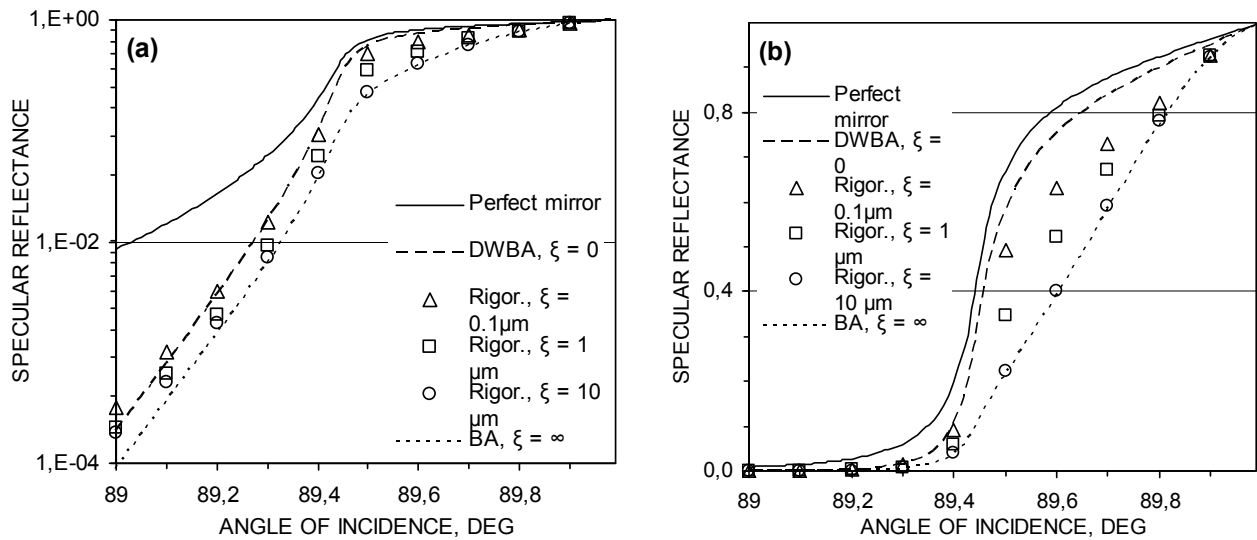 (a)
1,E+00
1,E-02
1,E-04
SPECULAR REFLECTANCE
Perfect mirror
DWBA, ξ = 0
Rigor., ξ =
0.1µm
Rigor., ξ = 1
µm
Rigor., ξ = 10
µm
BA, ξ = ∞
89
89,2
89,4
89,6
89,8
ANGLE OF INCIDENCE, DEG
(b)
0,8
0,4
0,0
SPECULAR REFLECTANCE
Perfect
mirror
DWBA, ξ =
0
Rigor., ξ =
0.1µm
Rigor., ξ = 1
µm
Rigor., ξ =
10 µm
BA, ξ = ∞
89
89,2
89,4
89,6
89,8
ANGLE OF INCIDENCE, DEG